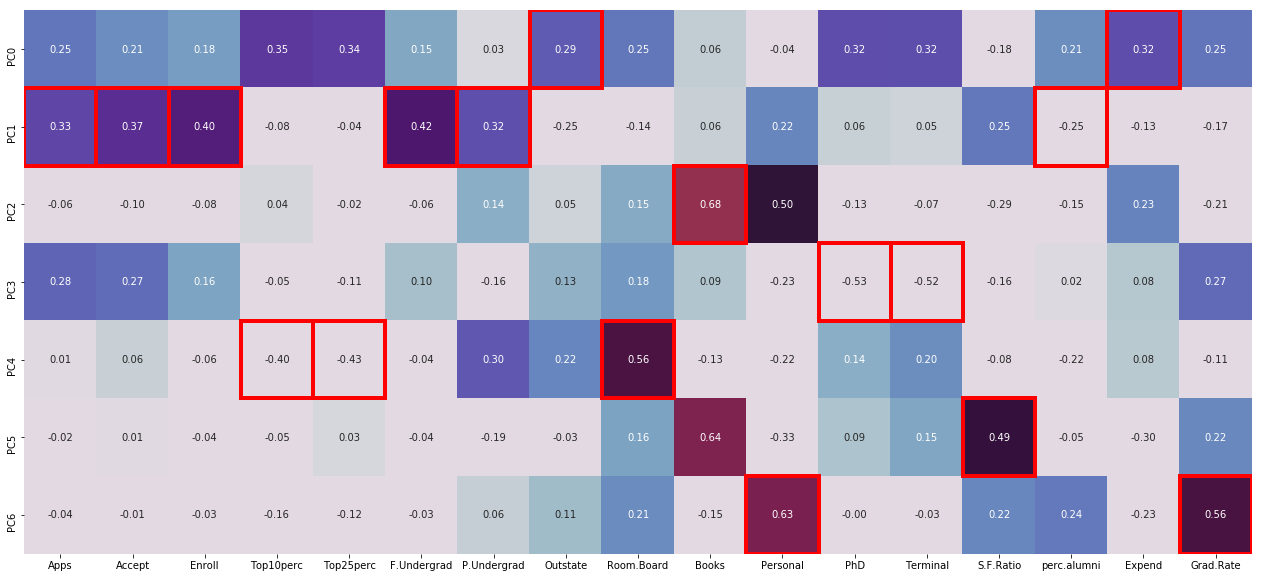 PC0 0.25 0.21 0.18 0.35 0.34 0.15 0.03 0.29 0.25 0.06 -0.04 0.32 0.32 -0.18 0.21 0.32 0.25
PC1 0.33 0.37 0.40 -0.08 -0.04 0.42 0.32 -0.25 -0.14 0.06 0.22 0.06 0.05 0.25 -0.25 -0.13 -0.17
PC2 -0.06 -0.10 -0.08 0.04 -0.02 -0.06 0.14 0.05 0.15 0.68 0.50 -0.13 -0.07 -0.29 -0.15 0.23 -0.21
PC3 0.28 0.27 0.16 -0.05 -0.11 0.10 -0.16 0.13 0.18 0.09 -0.23 -0.53 -0.52 -0.16 0.02 0.08 0.27
PC4 0.01 0.06 -0.06 -0.40 -0.43 -0.04 0.30 0.22 0.56 -0.13 -0.22 0.14 0.20 -0.08 -0.22 0.08 -0.11
PC5 -0.02 0.01 -0.04 -0.05 0.03 -0.04 -0.19 -0.03 0.16 0.64 -0.33 0.09 0.15 0.49 -0.05 -0.30 0.22
PC6 -0.04 -0.01 -0.03 -0.16 -0.12 -0.03 0.06 0.11 0.21 -0.15 0.63 -0.00 -0.03 0.22 0.24 -0.23 0.56
Apps Accept Enroll Top10perc Top25perc F.Undergrad P.Undergrad Outstate Room.Board Books Personal PhD Terminal S.F.Ratio perc.alumni Expend Grad.Rate